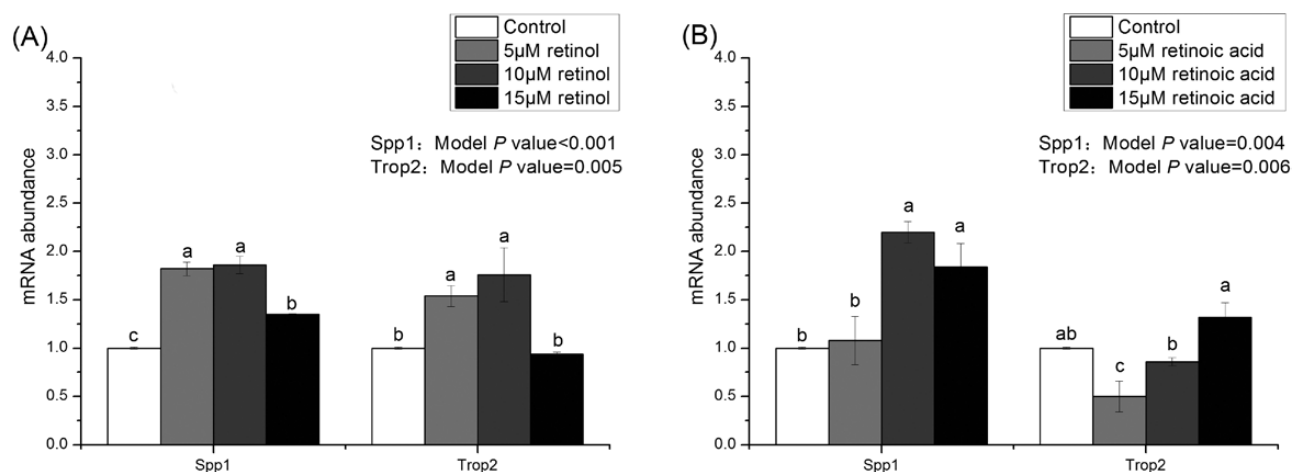 (A)
Control
5μM retinol
10μM retinol
15μM retinol
Spp1：Model P value<0.001
Trop2：Model P value=0.005
mRNA abundance
4.0
3.5
3.0
2.5
2.0
1.5
1.0
0.5
0.0
c
a
a
b
b
a
a
b
Spp1
Trop2
(B)
Control
5μM retinoic acid
10μM retinoic acid
15μM retinoic acid
Spp1：Model P value=0.004
Trop2：Model P value=0.006
mRNA abundance
4.0
3.5
3.0
2.5
2.0
1.5
1.0
0.5
0.0
b
b
a
a
ab
c
b
a
Spp1
Trop2